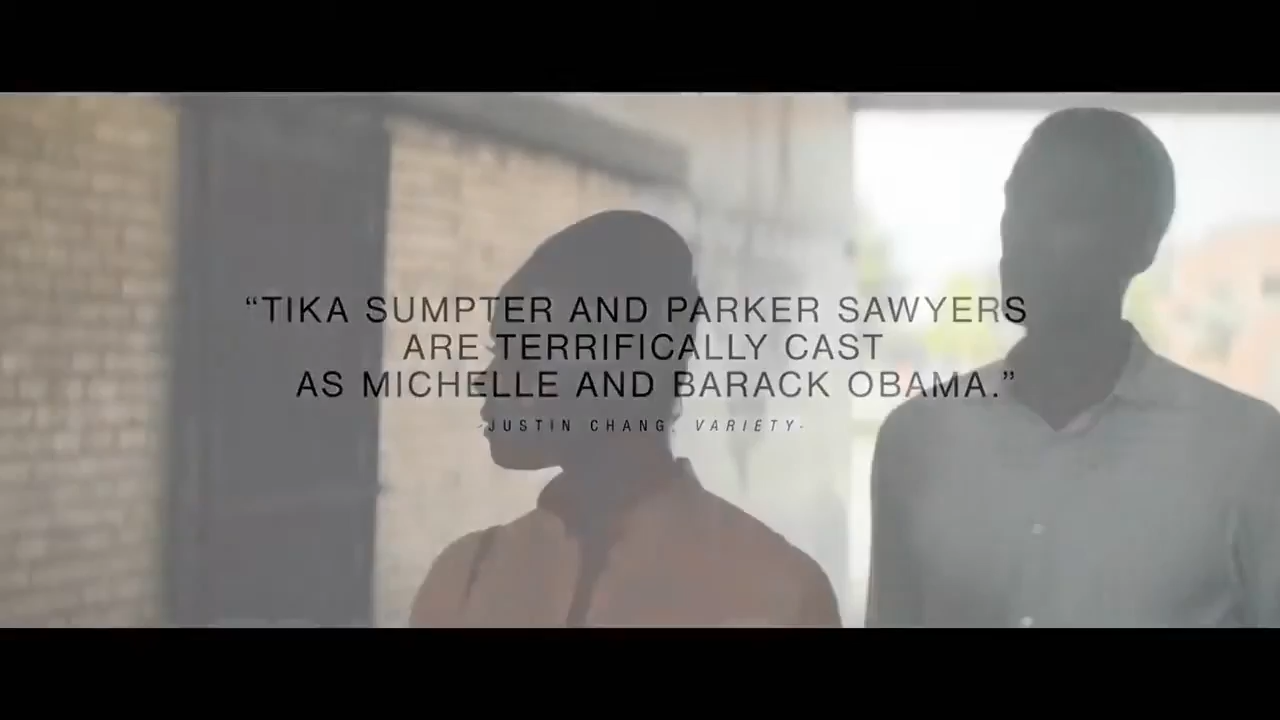 “TIKA SUMPTER AND PARKER SAWYERS
ARE TERRIFICALLY CAST
AS MICHELLE AND BARACK OBAMA.”
-JUSTIN CHANG, VARIETY-